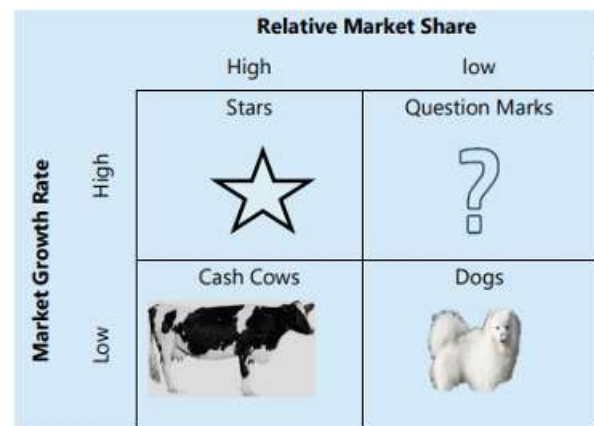 Relative Market Share
High low
Market Growth Rate
High
Stars Question Marks
?
Low
Cash Cows Dogs